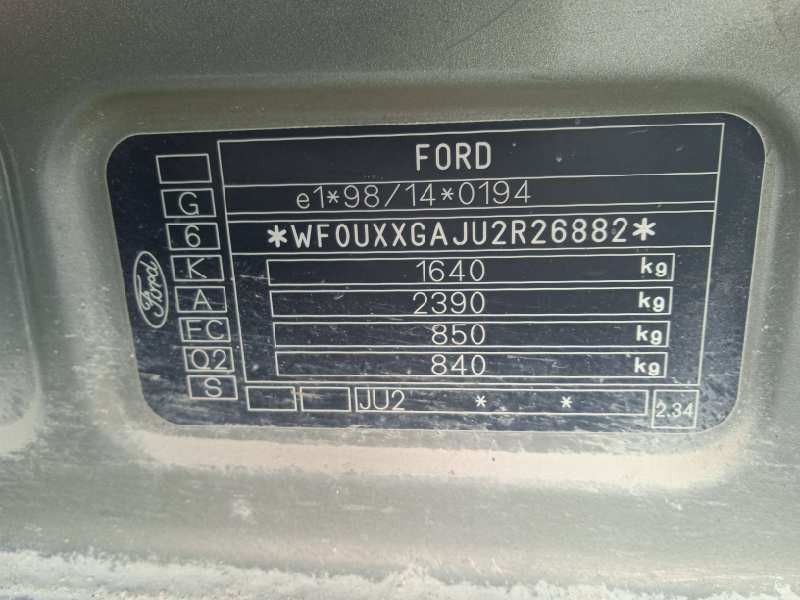 FORD
e1*98/14*0194
*WF0UXXGAJU2R26882*
1640 kg
2390 kg
850 kg
840 kg
JU2 * *
2.34
G
6
K
A
FC
Q2
S
Ford